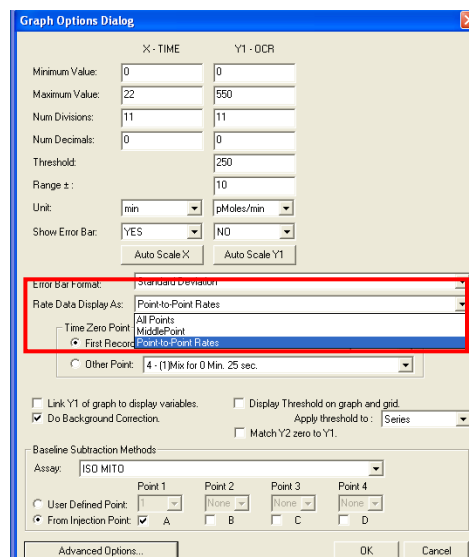 Graph Options Dialog
X - TIME Y1 - OCR
Minimum Value: 0 0
Maximum Value: 22 550
Num Divisions: 11 11
Num Decimals: 0 0
Threshold: 250
Range ± : 10
Unit: min pMoles/min
Show Error Bar: YES NO
Auto Scale X Auto Scale Y1
Error Bar Format: Standard Deviation
Rate Data Display As: Point-to-Point Rates
All Points
Time Zero Point MiddlePoint
First Record Point-to-Point Rates
Other Point: 4 - (1)Mix for 0 Min. 25 sec.
Link Y1 of graph to display variables. Display Threshold on graph and grid.
Do Background Correction. Apply threshold to : Series
Match Y2 zero to Y1.
Baseline Subtraction Methods
Assay: ISO MITO
Point 1 Point 2 Point 3 Point 4
User Defined Point: 1 None None None
From Injection Point: A B C D
Advanced Options... OK Cancel